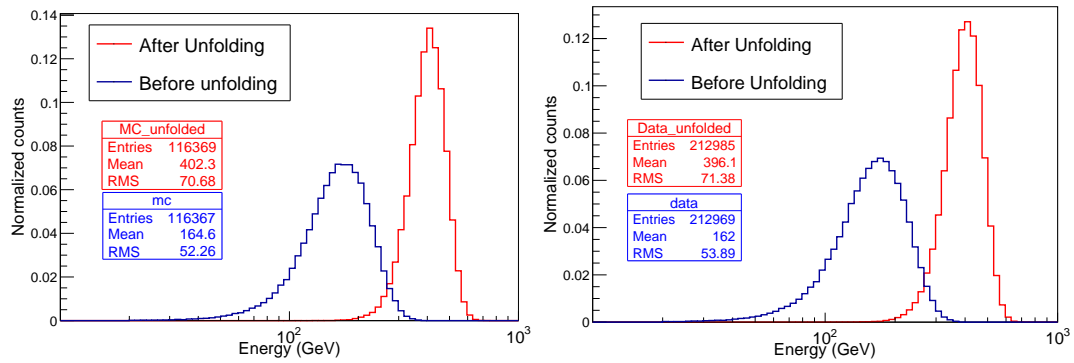 0.14
0.12
0.1
0.08
0.06
0.04
0.02
0
Normalized counts
After Unfolding
Before unfolding
MC_unfolded
Entries 116369
Mean 402.3
RMS 70.68
mc
Entries 116367
Mean 164.6
RMS 52.26
10²
10³
Energy (GeV)
0.12
0.1
0.08
0.06
0.04
0.02
0
Normalized counts
After Unfolding
Before Unfolding
Data_unfolded
Entries 212985
Mean 396.1
RMS 71.38
data
Entries 212969
Mean 162
RMS 53.89
10²
10³
Energy (GeV)